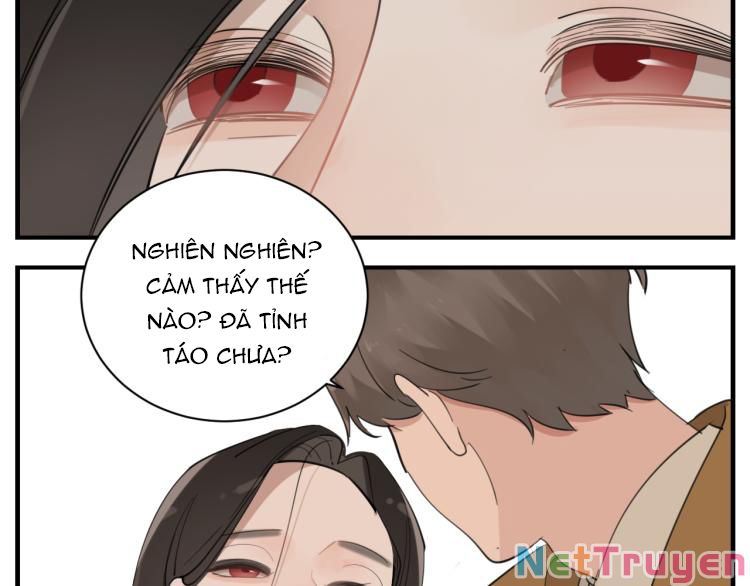 NGHIÊN NGHIÊN?
CẢM THẤY THẾ
NÀO? ĐÃ TỈNH
TÁO CHƯA?
NetTruyen